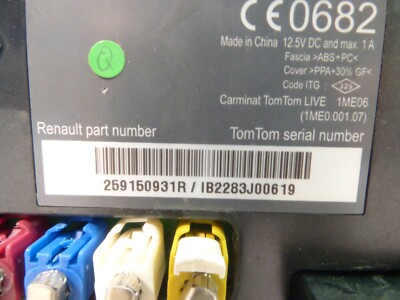 CE0682
Made in China 12.5V DC and max. 1 A
Fascia >ABS+PC<
Cover >PPA+30% GF<
Code ITG :
Carminat TomTom LIVE 1ME06
(1ME0.001.07)
Q
Renault part number TomTom serial number
259150931R / IB2283J00619